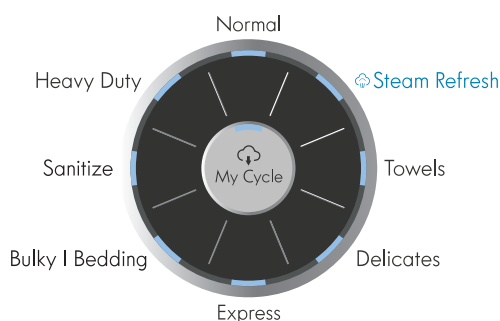 Normal
Heavy Duty
Steam Refresh
Sanitize
My Cycle
Towels
Bulky I Bedding
Delicates
Express